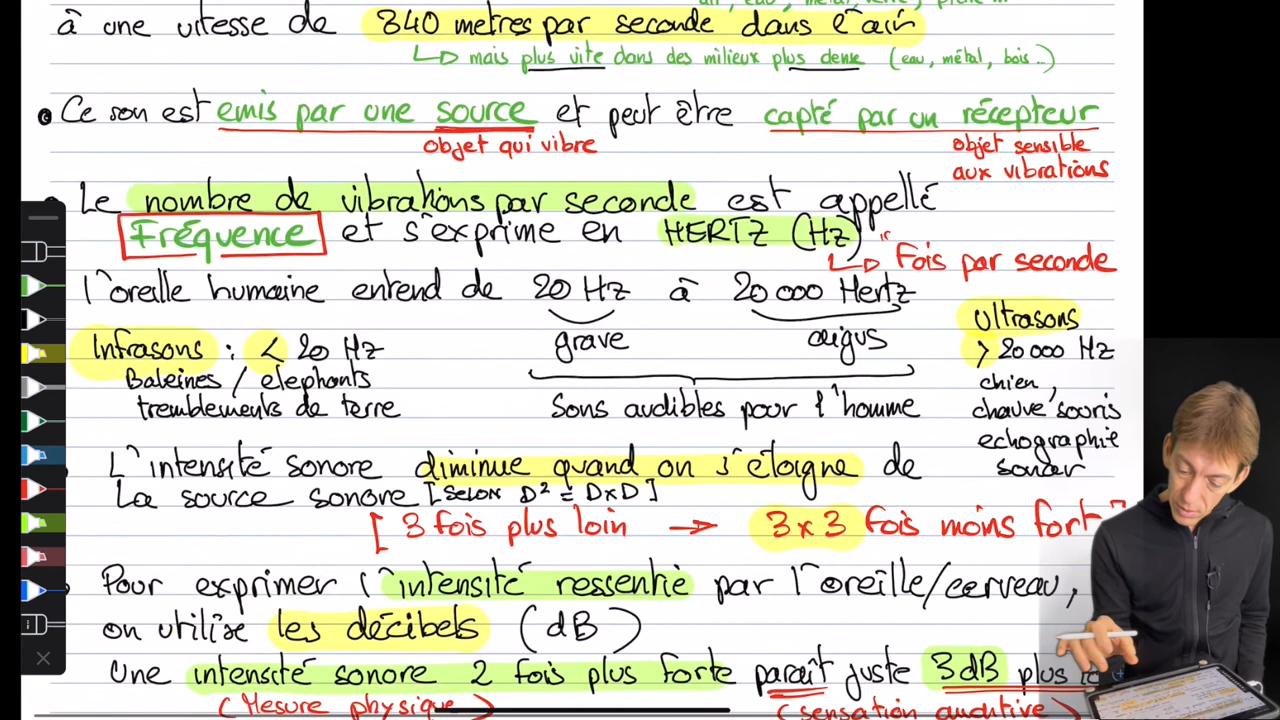 à une vitesse de 340 metres par seconde dans l'air
↳ mais plus vite dans des milieux plus dense (eau, métal, bois...)
• Ce son est emis par une source et peut être capté par un récepteur
objet qui vibre
objet sensible
aux vibrations
Le nombre de vibrations par seconde est appellé
Fréquence et s'exprime en HERTZ (Hz)
↳ "Fois par seconde
l'oreille humaine entend de 20 Hz à 20 000 Hertz
grave
aigus
Sons audibles pour l'homme
Infrasons : < 20 Hz
Baleines / elephants
tremblements de terre
Ultrasons
> 20 000 Hz
chien,
chauve souris
echographie
sonar
L'intensité sonore diminue quand on s'éloigne de
La source sonore [selon D² = D×D]
[ 3 fois plus loin → 3 x 3 fois moins fort
Pour exprimer l'intensité ressentie par l'oreille/cerveau,
on utilise les décibels (dB)
Une intensité sonore 2 fois plus forte paraît juste 3 dB plus
(Mesure physique)
(sensation auditive)